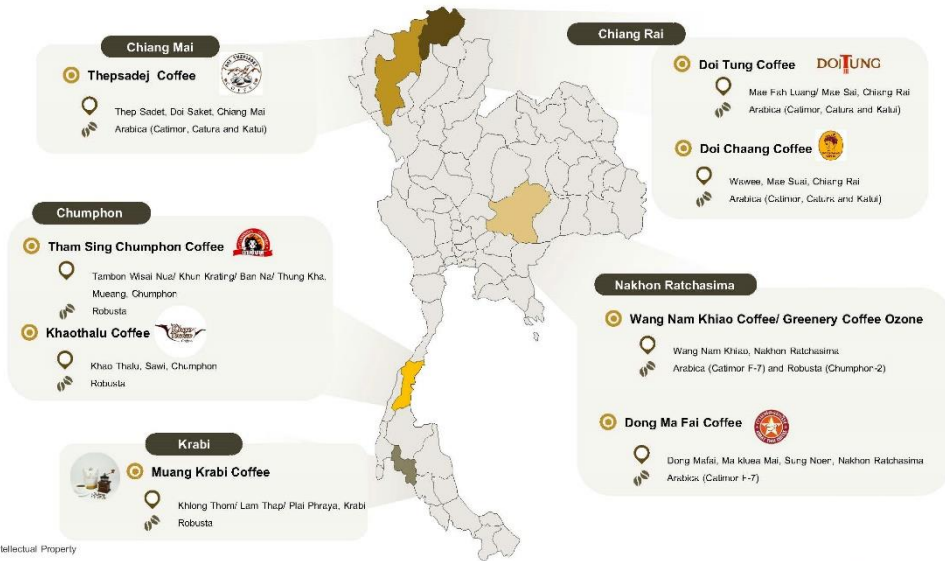 Chiang Mai
Thepsadej Coffee
Thep Sadet, Doi Saket, Chiang Mai
Arabica (Catimor, Catura and Katui)
Chiang Rai
Doi Tung Coffee
DOITUNG
Mae Fah Luang/ Mae Sai, Chiang Rai
Arabica (Catimor, Catura and Katui)
Doi Chaang Coffee
Wawee, Mae Suai, Chiang Rai
Arabica (Catimor, Catura and Katui)
Chumphon
Tham Sing Chumphon Coffee
Tambon Wisai Nua/ Khun Krating/ Ban Na/ Thung Kha,
Mueang, Chumphon
Robusta
Khaothalu Coffee
Khao Thalu, Sawi, Chumphon
Robusta
Nakhon Ratchasima
Wang Nam Khiao Coffee/ Greenery Coffee Ozone
Wang Nam Khiao, Nakhon Ratchasima
Arabica (Catimor F-7) and Robusta (Chumphon-2)
Dong Ma Fai Coffee
Dong Mafai, Ma kluea Mai, Sung Noen, Nakhon Ratchasima
Arabica (Catimor F-7)
Krabi
Muang Krabi Coffee
Khlong Thom/ Lam Thap/ Plai Phraya, Krabi
Robusta
tellectual Property